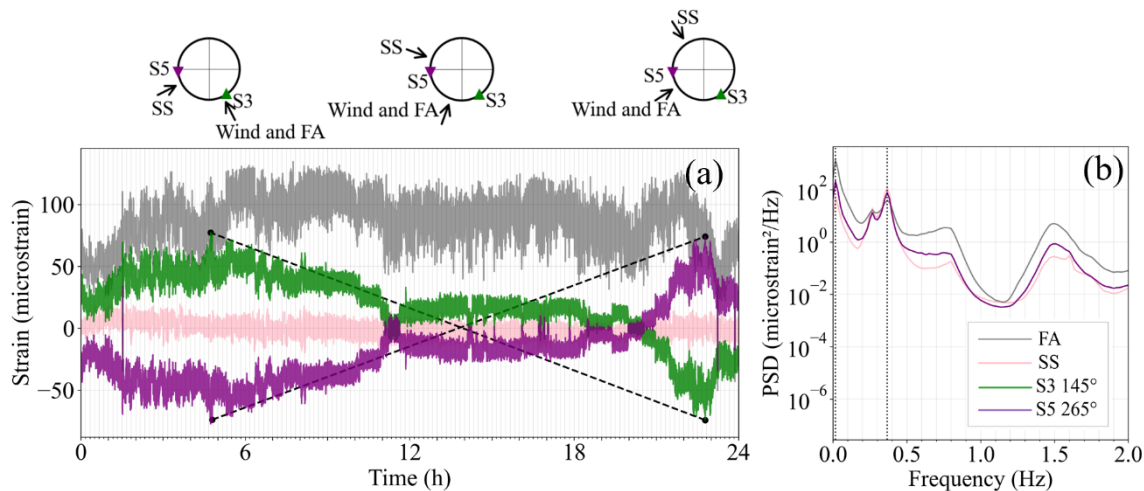 SS
SS
S5
S5
S5
SS
S3
S3
S3
Wind and FA
Wind and FA
Wind and FA
(a)
(b)
Strain (microstrain)
100
50
0
−50
0
6
12
18
24
Time (h)
PSD (microstrain²/Hz)
10²
10⁰
10⁻²
10⁻⁴
10⁻⁶
FA
SS
S3 145°
S5 265°
0.0
0.5
1.0
1.5
2.0
Frequency (Hz)